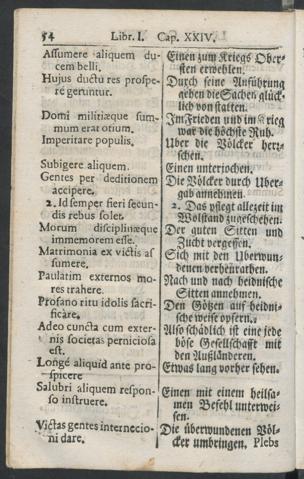 54 Libr. I. Cap. XXIV.
Assumere aliquem du-
cem belli.
Hujus ductu res prospe-
rè geruntur.
Domi militiæque sum-
mum erat otium.
Imperitare populis.
Subigere aliquem.
Gentes per deditionem
accipere.
2. Id semper fieri secun-
dis rebus solet.
Morum disciplinæque
immemorem esse.
Matrimonia ex victis as-
sumere.
Paulatim externos mo-
res trahere.
Profano ritu idolis sacri-
ficare.
Adeo cuncta cum exter-
nis societas perniciosa
est.
Longè aliquid ante pro-
spicere
Salubri aliquem respon-
so instruere.
Victas gentes internecio-
ni dare.
Einen zum Kriegs Ober-
sten erwehlen.
Durch seine Anführung
gehen die Sachen glück-
lich von statten.
Im Frieden und im Krieg
war die höchste Ruh.
Uber die Völcker herr-
schen.
Einen unterjochen.
Die Völcker durch Uber-
gab annehmen.
2. Das pflegt allezeit im
Wolstand zugeschehen.
Der guten Sitten und
Zucht vergessen.
Sich mit den Uberwun-
denen verheurathen.
Nach und nach heidnische
Sitten annehmen.
Den Götzen auf heidni-
sche weise opfern.
Also schädlich ist eine jede
böse Gesellschafft mit
den Außländeren.
Etwas lang vorher sehen.
Einen mit einem heilsa-
men Befehl unterwei-
sen.
Die überwundenen Völ-
cker umbringen. Plebs